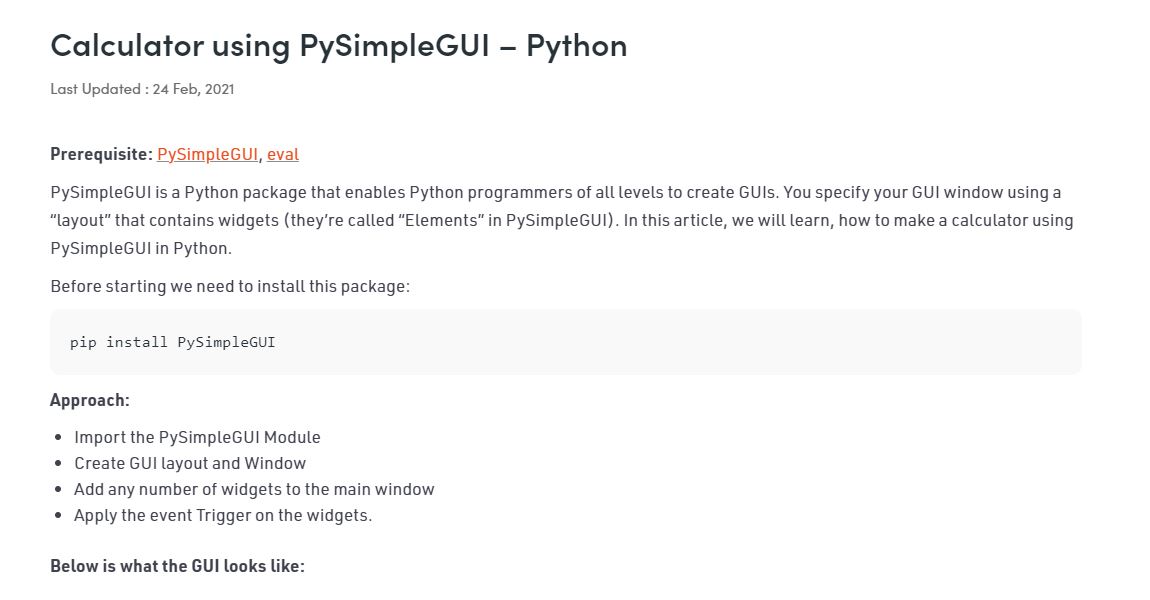 Calculator using PySimpleGUI – Python
Last Updated : 24 Feb, 2021
Prerequisite: PySimpleGUI, eval
PySimpleGUI is a Python package that enables Python programmers of all levels to create GUIs. You specify your GUI window using a
“layout” that contains widgets (they’re called “Elements” in PySimpleGUI). In this article, we will learn, how to make a calculator using
PySimpleGUI in Python.
Before starting we need to install this package:
pip install PySimpleGUI
Approach:
• Import the PySimpleGUI Module
• Create GUI layout and Window
• Add any number of widgets to the main window
• Apply the event Trigger on the widgets.
Below is what the GUI looks like: